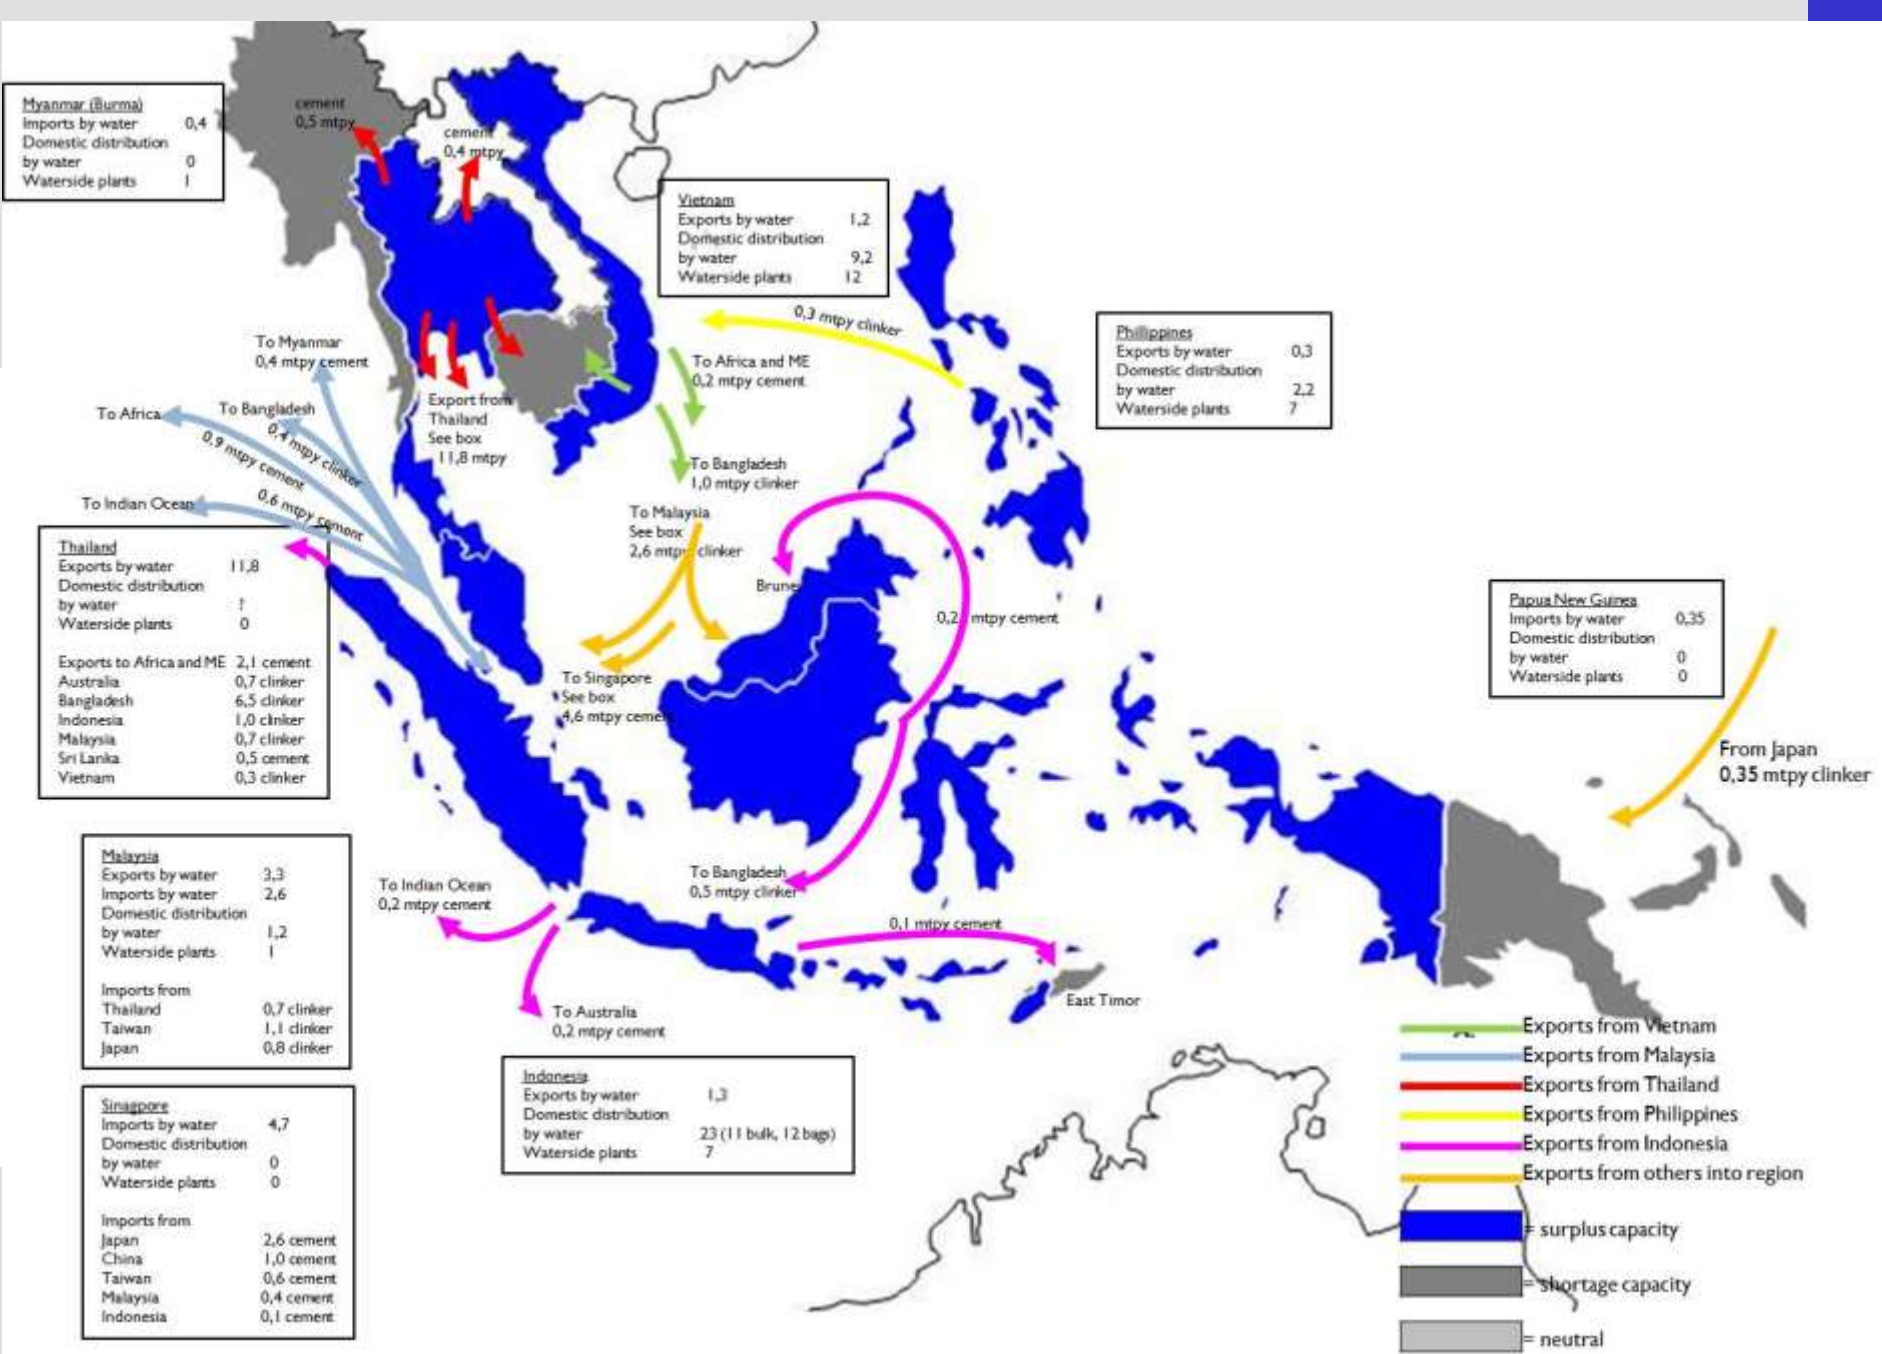 Myanmar (Burma)
Imports by water 0,4
Domestic distribution
by water 0
Waterside plants 1
cement
0,5 mtpy
cement
0,4 mtpy
Vietnam
Exports by water 1,2
Domestic distribution
by water 9,2
Waterside plants 12
0,3 mtpy clinker
Phillippines
Exports by water 0,3
Domestic distribution
by water 2,2
Waterside plants 7
To Myanmar
0,4 mtpy cement
To Africa
To Bangladesh
0,4 mtpy clinker
0,9 mtpy cement
To Indian Ocean
0,6 mtpy cement
Export from
Thailand
See box
11,8 mtpy
To Africa and ME
0,2 mtpy cement
To Bangladesh
1,0 mtpy clinker
To Malaysia
See box
2,6 mtpy clinker
Brunei
mtpy cement
Thailand
Exports by water 11,8
Domestic distribution
by water ?
Waterside plants 0
Exports to Africa and ME 2,1 cement
Australia 0,7 clinker
Bangladesh 6,5 clinker
Indonesia 1,0 clinker
Malaysia 0,7 clinker
Sri Lanka 0,5 cement
Vietnam 0,3 clinker
To Singapore
See box
4,6 mtpy cement
Papua New Guinea
Imports by water 0,35
Domestic distribution
by water 0
Waterside plants 0
From Japan
0,35 mtpy clinker
Malaysia
Exports by water 3,3
Imports by water 2,6
Domestic distribution
by water 1,2
Waterside plants 1
Imports from
Thailand 0,7 clinker
Taiwan 1,1 clinker
Japan 0,8 clinker
To Indian Ocean
0,2 mtpy cement
To Bangladesh
0,5 mtpy clinker
0,1 mtpy cement
East Timor
To Australia
0,2 mtpy cement
Indonesia
Exports by water 1,3
Domestic distribution
by water 23 (11 bulk, 12 bags)
Waterside plants 7
Sinagpore
Imports by water 4,7
Domestic distribution
by water 0
Waterside plants 0
Imports from
Japan 2,6 cement
China 1,0 cement
Taiwan 0,6 cement
Malaysia 0,4 cement
Indonesia 0,1 cement
Exports from Vietnam
Exports from Malaysia
Exports from Thailand
Exports from Philippines
Exports from Indonesia
Exports from others into region
= surplus capacity
= shortage capacity
= neutral